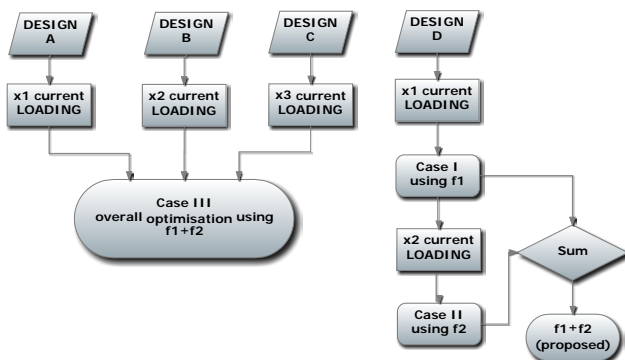 DESIGN
A
DESIGN
B
DESIGN
C
x1 current
LOADING
x2 current
LOADING
x3 current
LOADING
Case III
overall optimisation using
f1+f2
DESIGN
D
x1 current
LOADING
Case I
using f1
x2 current
LOADING
Sum
Case II
using f2
f1+f2
(proposed)